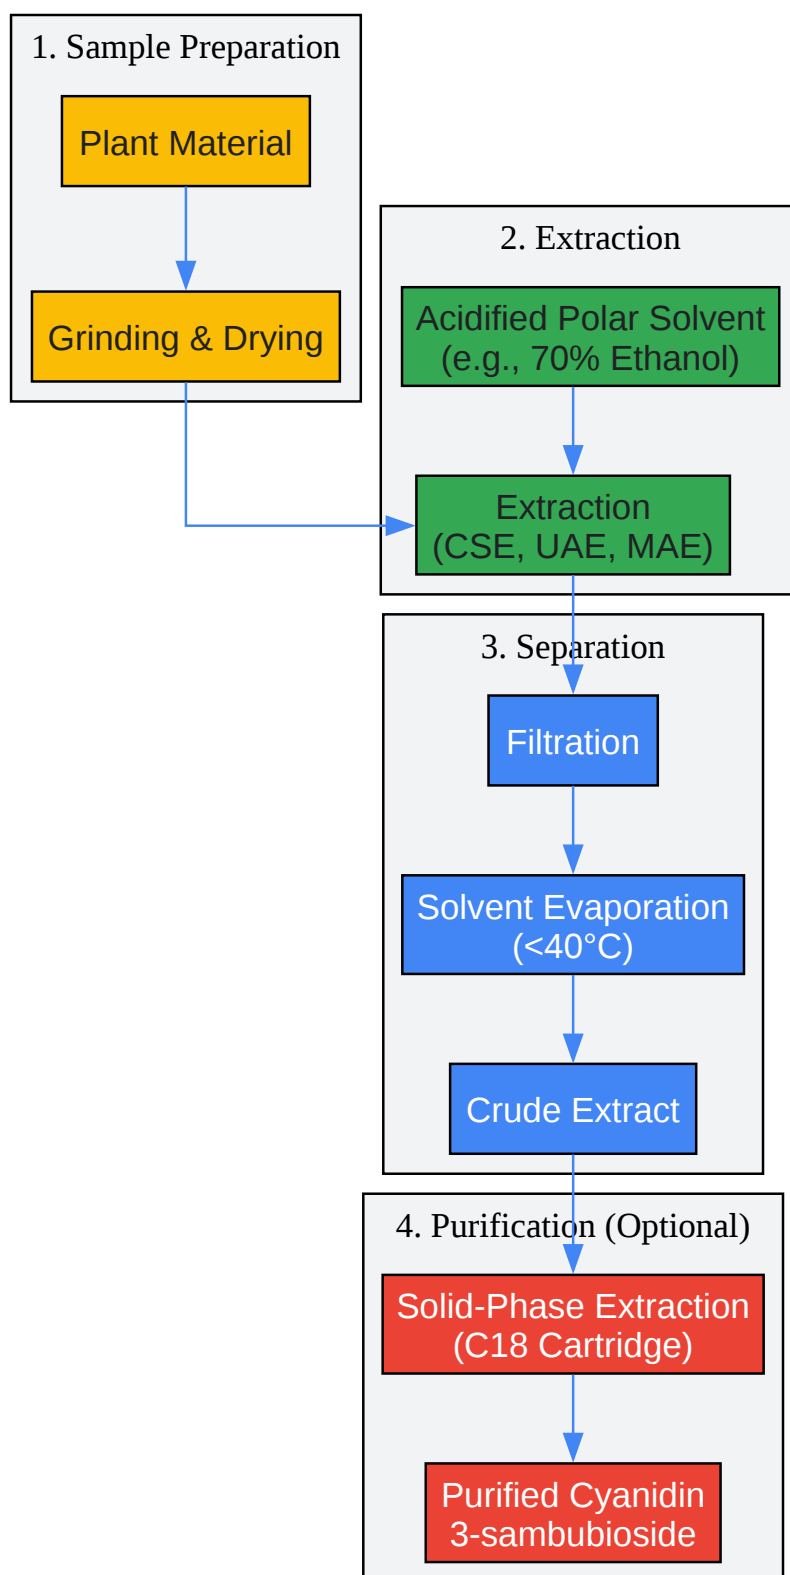 1. Sample Preparation
Plant Material
Grinding & Drying
2. Extraction
Acidified Polar Solvent
(e.g., 70% Ethanol)
Extraction
(CSE, UAE, MAE)
3. Separation
Filtration
Solvent Evaporation
(<40°C)
Crude Extract
4. Purification (Optional)
Solid-Phase Extraction
(C18 Cartridge)
Purified Cyanidin
3-sambubioside